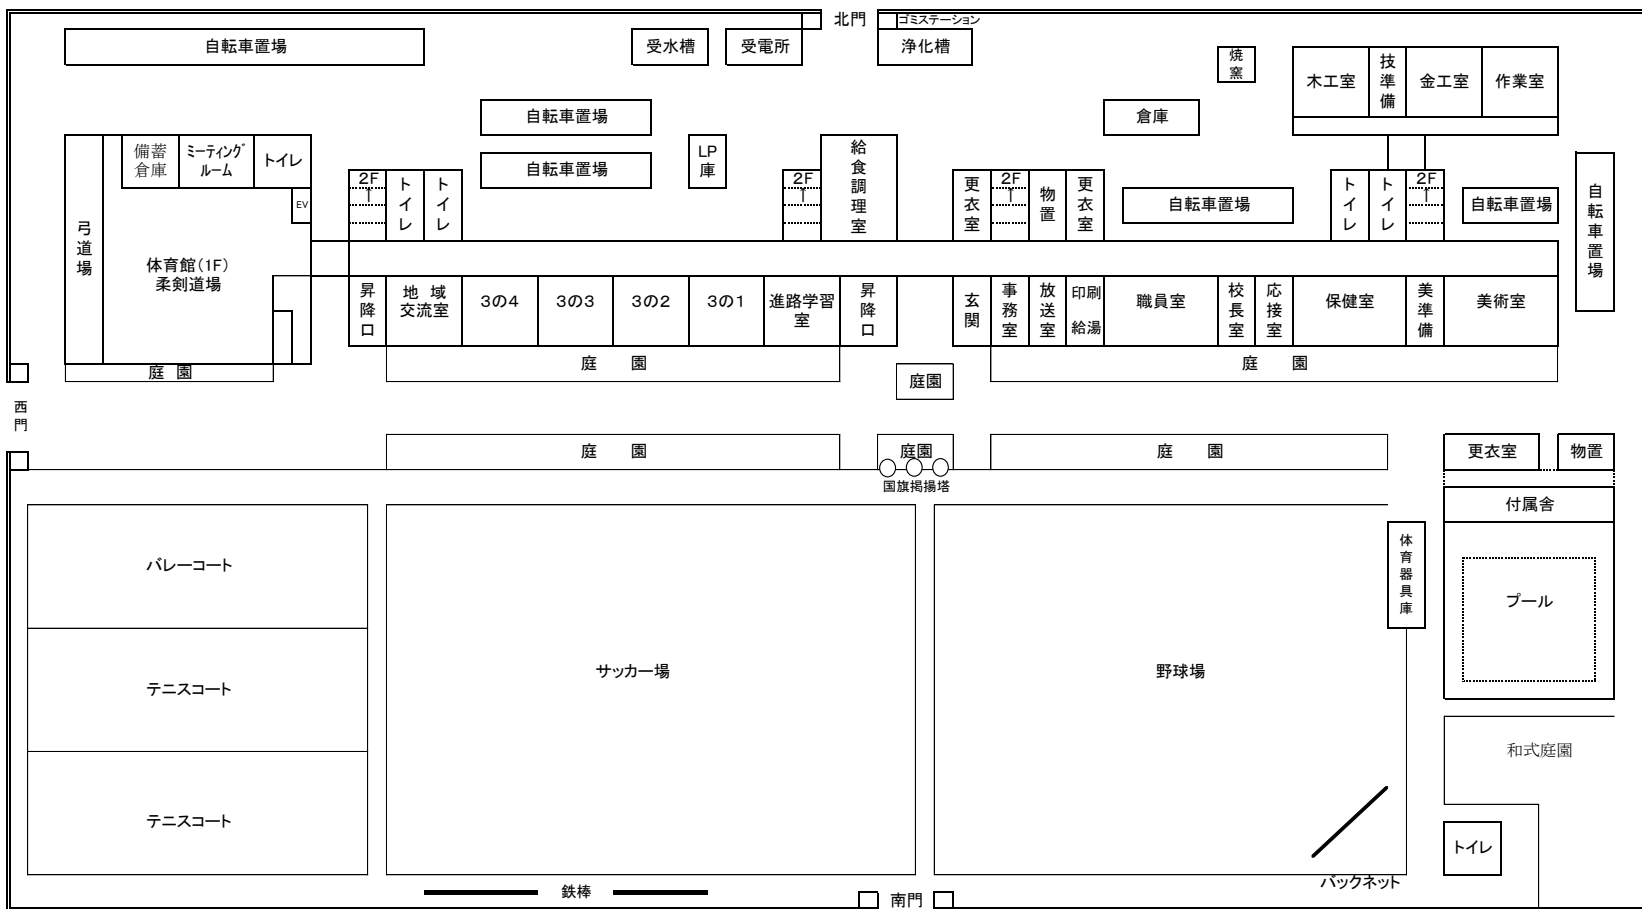 北門
ゴミステーション
自転車置場
受水槽
受電所
浄化槽
焼窯
木工室
技準備
金工室
作業室
自転車置場
倉庫
備蓄
倉庫
ミーティング
ルーム
トイレ
自転車置場
LP
庫
給食調理室
2F
↑
トイレ
トイレ
2F
↑
更衣室
2F
↑
物置
更衣室
自転車置場
トイレ
トイレ
2F
↑
自転車置場
自転車置場
EV
弓道場
体育館(1F)
柔剣道場
昇降口
地 域
交流室
3の4
3の3
3の2
3の1
進路学習
室
昇降口
玄関
事務室
放送室
印刷
給湯
職員室
校長室
応接室
保健室
美準備
美術室
庭 園
庭 園
庭園
庭 園
西門
庭 園
庭園
庭 園
更衣室
物置
国旗掲揚塔
付属舎
バレーコート
体育器具庫
プール
テニスコート
サッカー場
野球場
和式庭園
テニスコート
トイレ
バックネット
鉄棒
南門